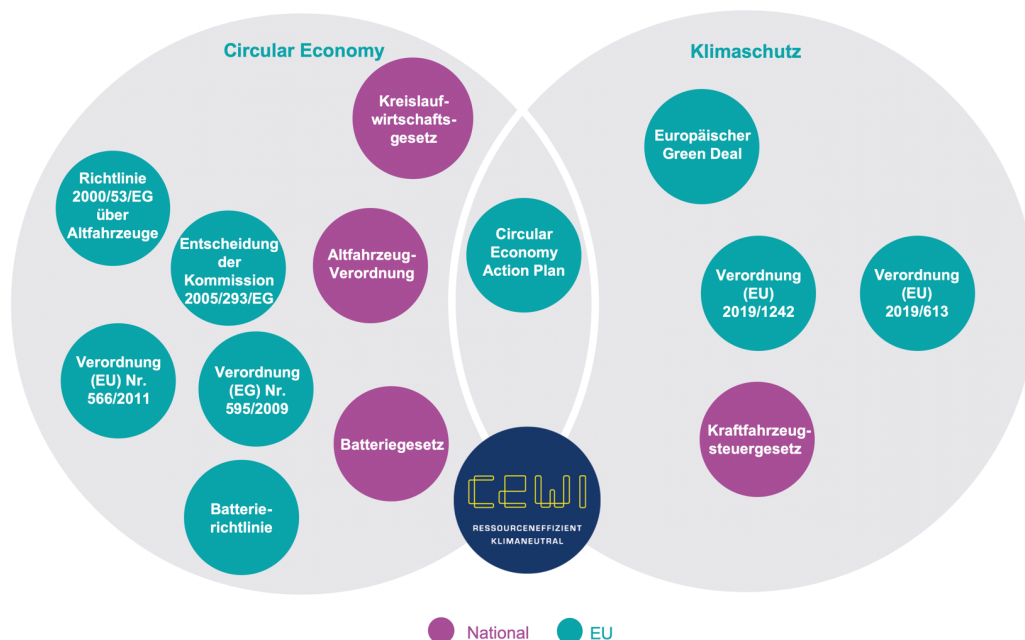 Circular Economy
Klimaschutz
Kreislauf-
wirtschafts-
gesetz
Europäischer
Green Deal
Richtlinie
2000/53/EG
über
Altfahrzeuge
Entscheidung
der
Kommission
2005/293/EG
Altfahrzeug-
Verordnung
Circular
Economy
Action Plan
Verordnung
(EU)
2019/1242
Verordnung
(EU)
2019/613
Verordnung
(EU) Nr.
566/2011
Verordnung
(EG) Nr.
595/2009
Batteriegesetz
Kraftfahrzeug-
steuergesetz
Batterie-
richtlinie
CEWI
RESSOURCENEFFIZIENT
KLIMANEUTRAL
National
EU